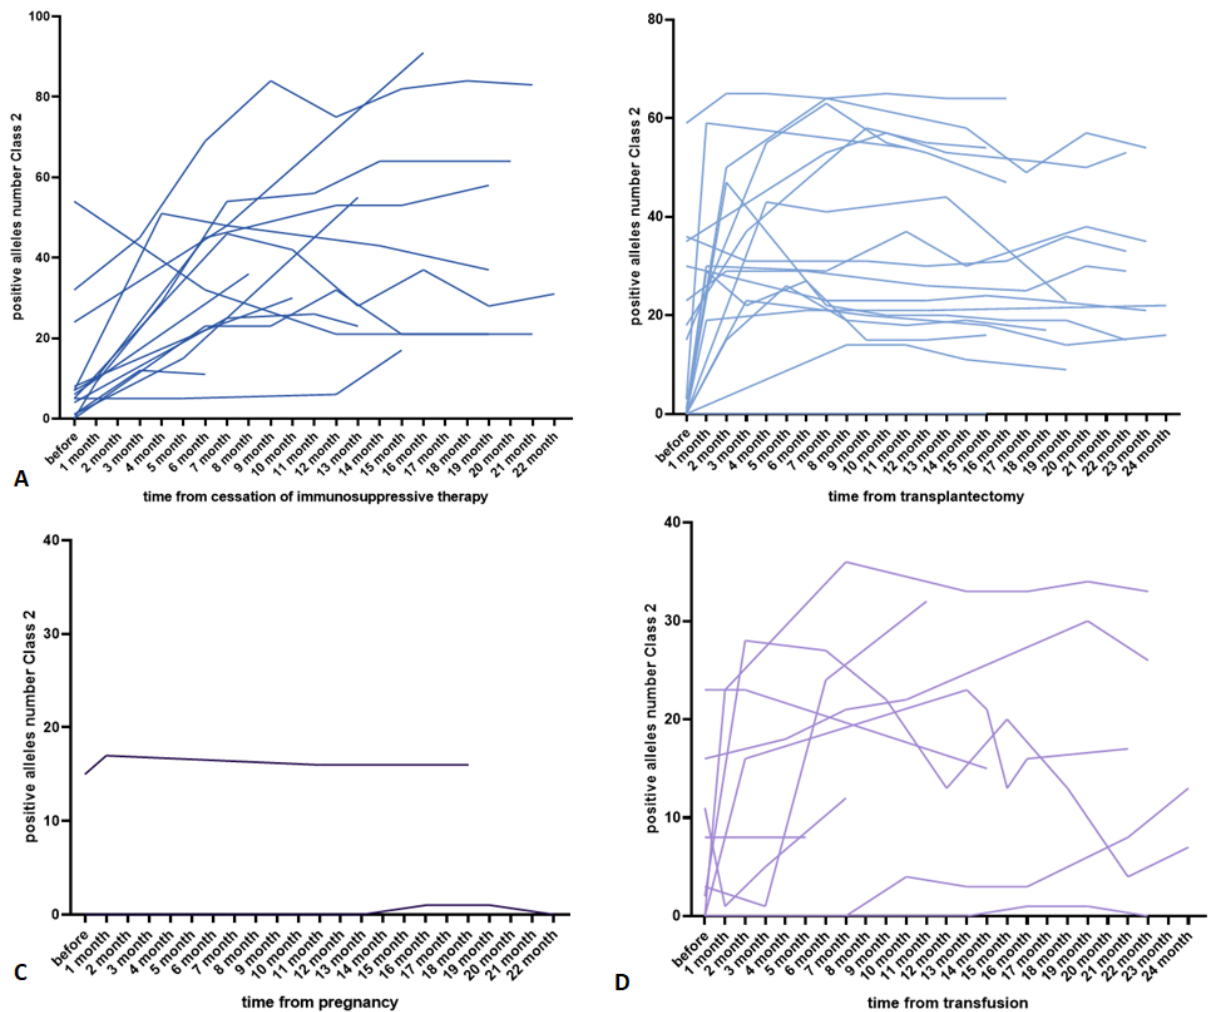 100
80
60
40
20
0
positive alleles number Class 2
before
1 month
2 month
3 month
4 month
5 month
6 month
7 month
8 month
9 month
10 month
11 month
12 month
13 month
14 month
15 month
16 month
17 month
18 month
19 month
20 month
21 month
22 month
A
time from cessation of immunosuppressive therapy
80
60
40
20
0
positive alleles number Class 2
before
1 month
2 month
3 month
4 month
5 month
6 month
7 month
8 month
9 month
10 month
11 month
12 month
13 month
14 month
15 month
16 month
17 month
18 month
19 month
20 month
21 month
22 month
23 month
24 month
time from transplantectomy
40
30
20
10
0
positive alleles number Class 2
before
1 month
2 month
3 month
4 month
5 month
6 month
7 month
8 month
9 month
10 month
11 month
12 month
13 month
14 month
15 month
16 month
17 month
18 month
19 month
20 month
21 month
22 month
C
time from pregnancy
40
30
20
10
0
positive alleles number Class 2
before
1 month
2 month
3 month
4 month
5 month
6 month
7 month
8 month
9 month
10 month
11 month
12 month
13 month
14 month
15 month
16 month
17 month
18 month
19 month
20 month
21 month
22 month
23 month
24 month
D
time from transfusion